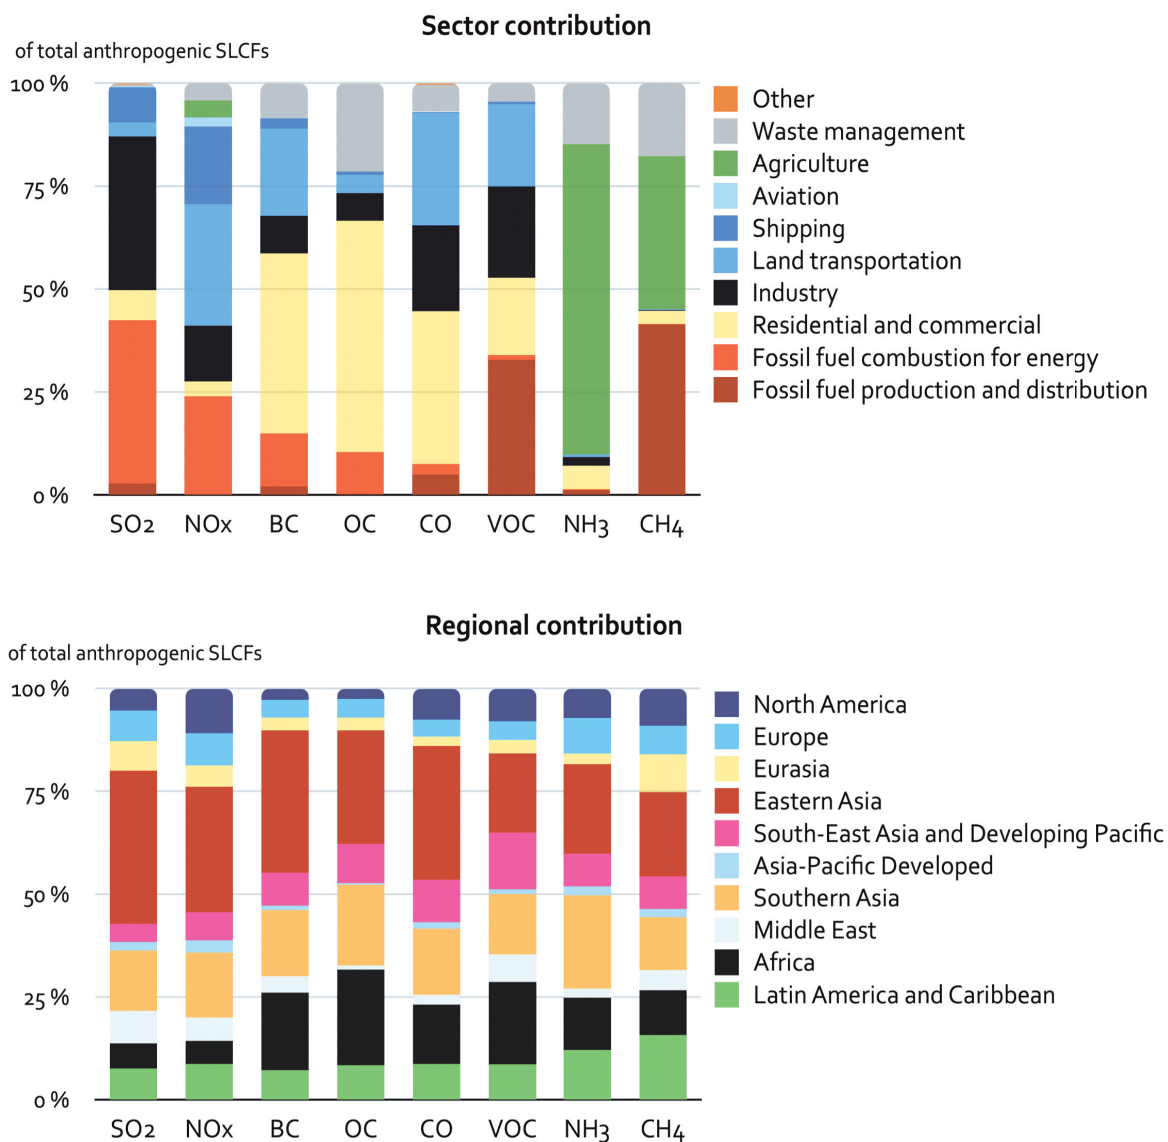 Sector contribution
of total anthropogenic SLCFs
100 %
75 %
50 %
25 %
0 %
SO2 NOx BC OC CO VOC NH3 CH4
Other
Waste management
Agriculture
Aviation
Shipping
Land transportation
Industry
Residential and commercial
Fossil fuel combustion for energy
Fossil fuel production and distribution
Regional contribution
of total anthropogenic SLCFs
100 %
75 %
50 %
25 %
0 %
SO2 NOx BC OC CO VOC NH3 CH4
North America
Europe
Eurasia
Eastern Asia
South-East Asia and Developing Pacific
Asia-Pacific Developed
Southern Asia
Middle East
Africa
Latin America and Caribbean